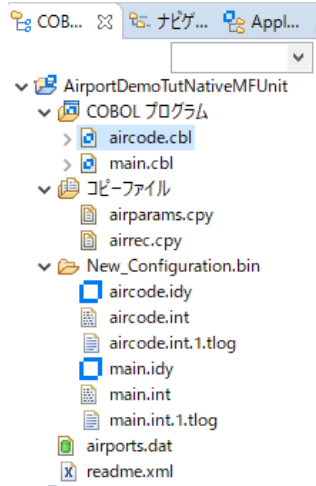 COB... ナビゲ... Appl...
AirportDemoTutNativeMFUnit
COBOL プログラム
aircode.cbl
main.cbl
コピーファイル
airparams.cpy
airrec.cpy
New_Configuration.bin
aircode.idy
aircode.int
aircode.int.1.tlog
main.idy
main.int
main.int.1.tlog
airports.dat
readme.xml